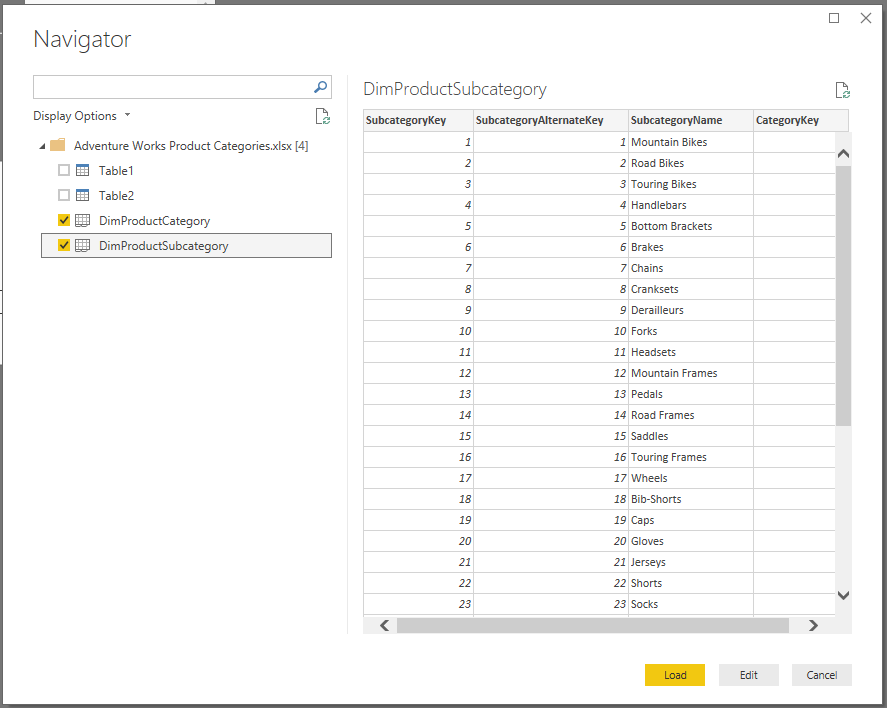 Navigator
Display Options
Adventure Works Product Categories.xlsx [4]
Table1
Table2
DimProductCategory
DimProductSubcategory
DimProductSubcategory
SubcategoryKey SubcategoryAlternateKey SubcategoryName CategoryKey
1 1 Mountain Bikes
2 2 Road Bikes
3 3 Touring Bikes
4 4 Handlebars
5 5 Bottom Brackets
6 6 Brakes
7 7 Chains
8 8 Cranksets
9 9 Derailleurs
10 10 Forks
11 11 Headsets
12 12 Mountain Frames
13 13 Pedals
14 14 Road Frames
15 15 Saddles
16 16 Touring Frames
17 17 Wheels
18 18 Bib-Shorts
19 19 Caps
20 20 Gloves
21 21 Jerseys
22 22 Shorts
23 23 Socks
Load Edit Cancel